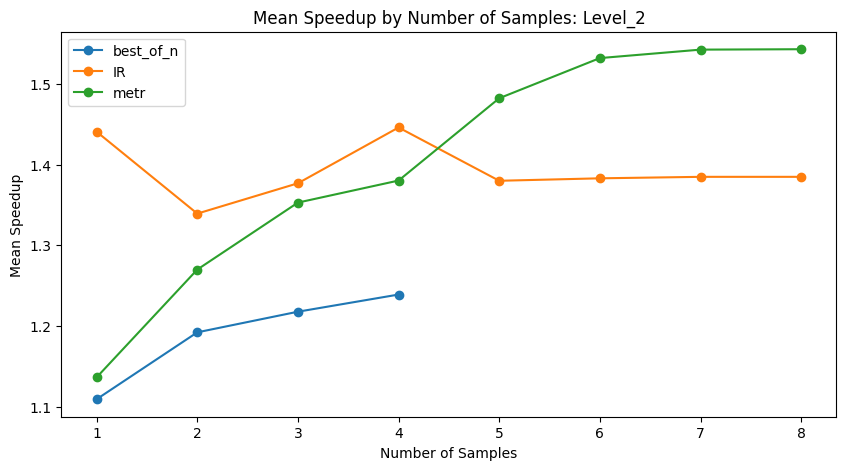 Mean Speedup by Number of Samples: Level_2
best_of_n
IR
metr
Mean Speedup
1.5
1.4
1.3
1.2
1.1
1 2 3 4 5 6 7 8
Number of Samples